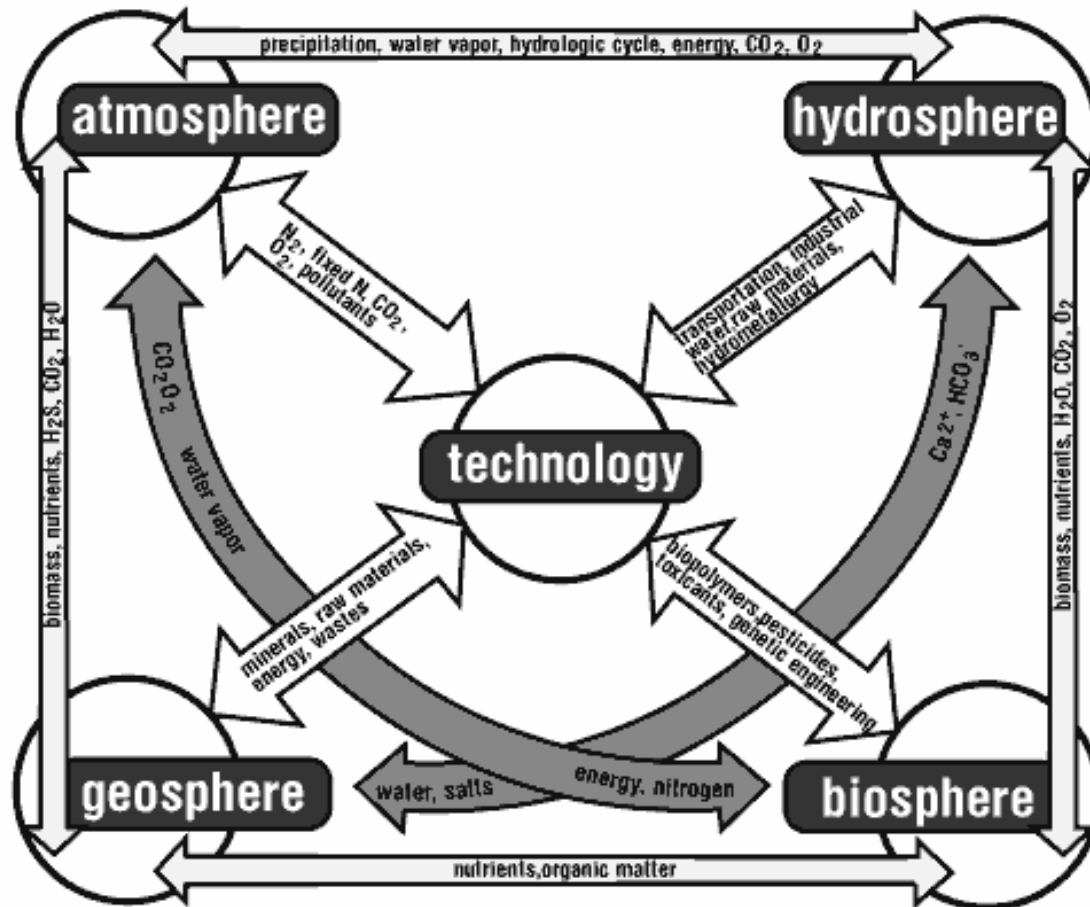 precipitation, water vapor, hydrologic cycle, energy, CO₂, O₂
atmosphere
hydrosphere
N₂, fixed N, CO₂,
O₂, pollutants
transportation, industrial
water,raw materials,
hydrometallurgy
biomass, nutrients, H₂S, CO₂, H₂O
CO₂O₂
water vapor
technology
Ca²⁺, HCO₃⁻
biomass, nutrients, H₂O, CO₂, O₂
minerals, raw materials,
energy, wastes
biopolymers,pesticides,
toxicants, genetic engineering
geosphere
water, salts
energy, nitrogen
biosphere
nutrients,organic matter